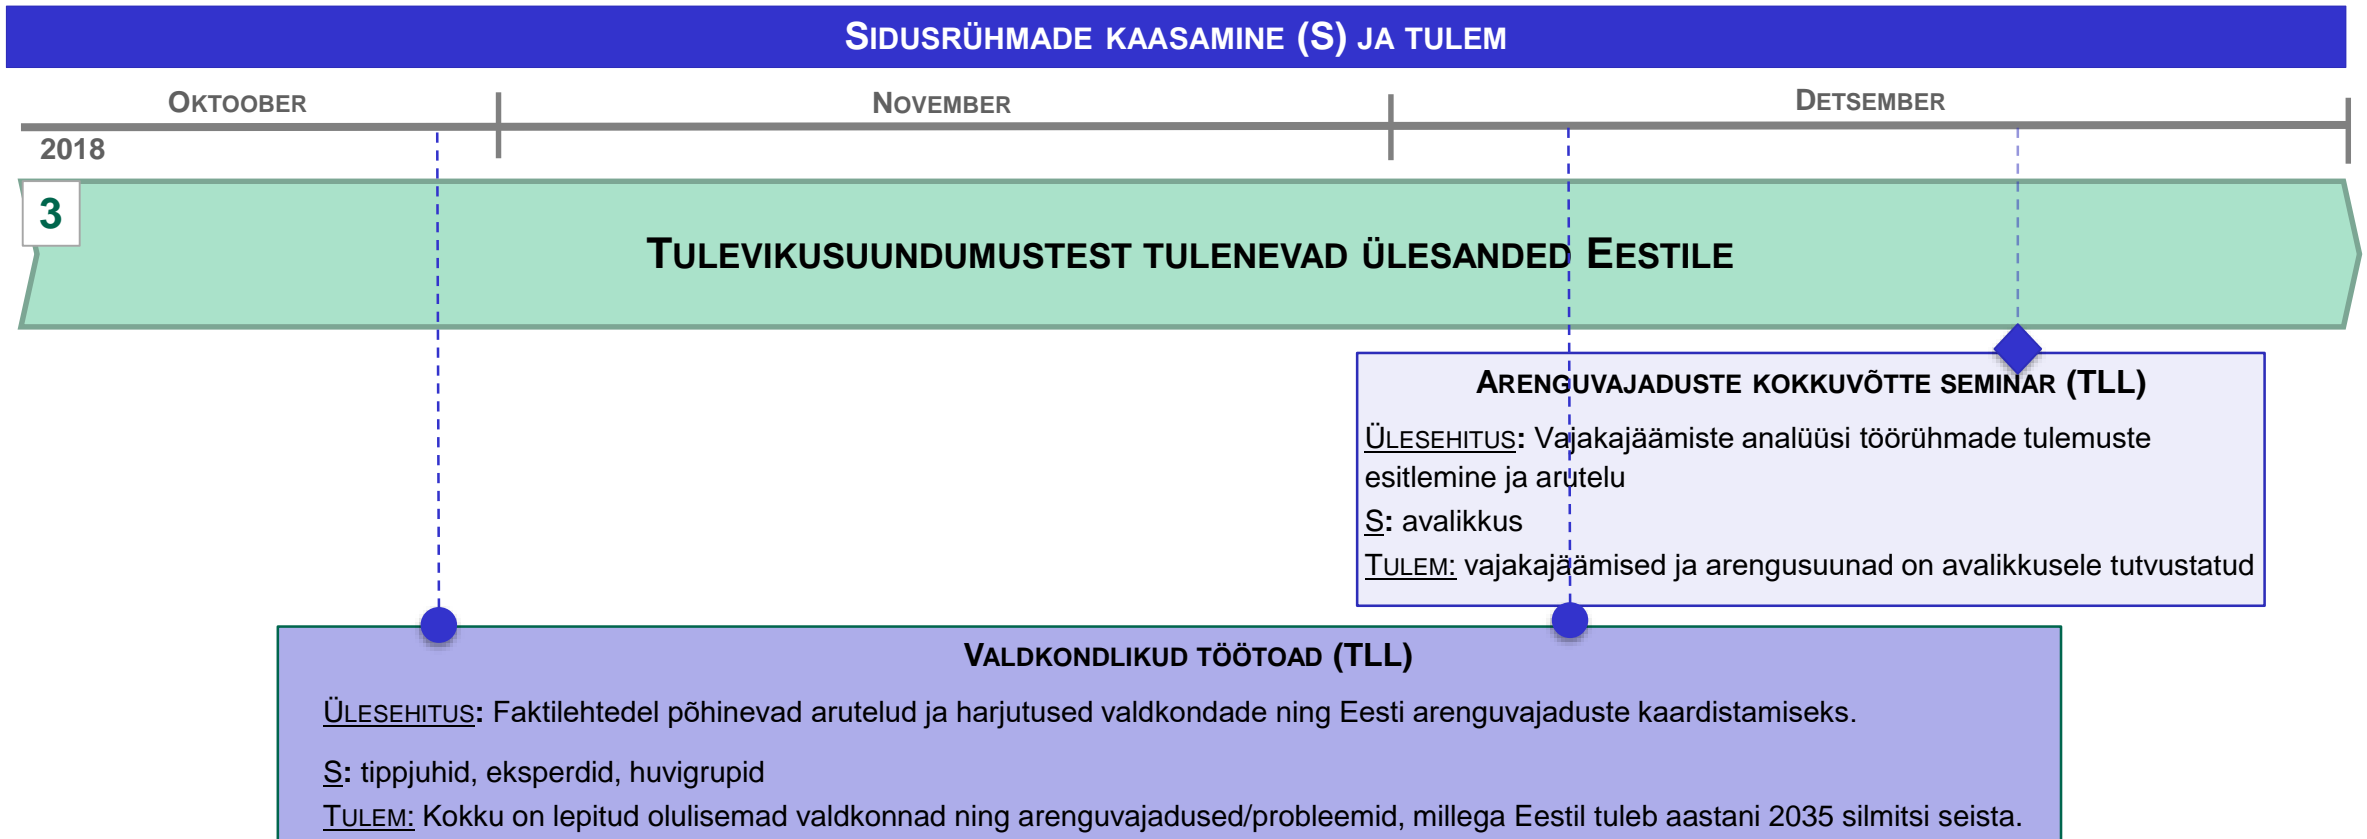 SIDUSRÜHMADE KAASAMINE (S) JA TULEM
OKTOOBER
NOVEMBER
DETSEMBER
2018
3
TULEVIKUSUUNDUMUSTEST TULENEVAD ÜLESANDED EESTILE
ARENGUVAJADUSTE KOKKUVÕTTE SEMINAR (TLL)
ÜLESEHITUS: Vajakajäämiste analüüsi töörühmade tulemuste
esitlemine ja arutelu
S: avalikkus
TULEM: vajakajäämised ja arengusuunad on avalikkusele tutvustatud
VALDKONDLIKUD TÖÖTOAD (TLL)
ÜLESEHITUS: Faktilehtedel põhinevad arutelud ja harjutused valdkondade ning Eesti arenguvajaduste kaardistamiseks.
S: tippjuhid, eksperdid, huvigrupid
TULEM: Kokku on lepitud olulisemad valdkonnad ning arenguvajadused/probleemid, millega Eestil tuleb aastani 2035 silmitsi seista.